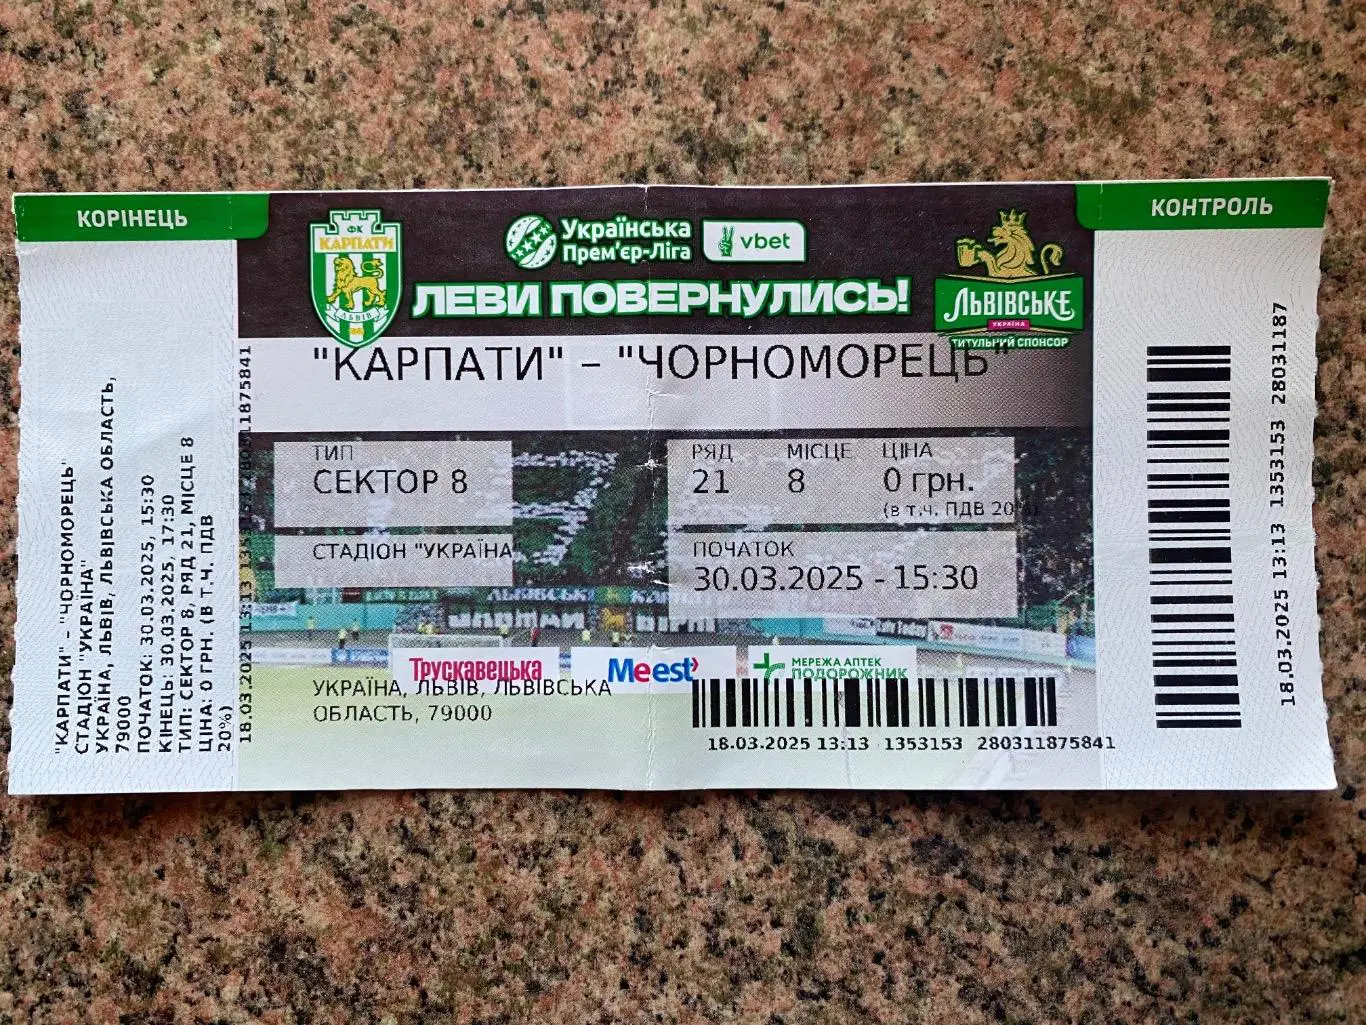 КОРІНЕЦЬ
"КАРПАТИ" – "ЧОРНОМОРЕЦЬ"
СТАДІОН "УКРАЇНА"
УКРАЇНА, ЛЬВІВ, ЛЬВІВСЬКА ОБЛАСТЬ,
79000
ПОЧАТОК: 30.03.2025, 15:30
КІНЕЦЬ: 30.03.2025, 17:30
ТИП: СЕКТОР 8, РЯД 21, МІСЦЕ 8
ЦІНА: 0 ГРН. (В Т.Ч. ПДВ
20%)
18.03.2025 13:13 1353153 280311875841
ФК
КАРПАТИ
ЛЬВІВ
Українська
Прем'єр-Ліга
vbet
ЛЕВИ ПОВЕРНУЛИСЬ!
ЛЬВІВСЬКЕ
УКРАЇНА
ТИТУЛЬНИЙ СПОНСОР
"КАРПАТИ" – "ЧОРНОМОРЕЦЬ"
ТИП
СЕКТОР 8
РЯД МІСЦЕ ЦІНА
21 8 0 грн.
(в т.ч. ПДВ 20%)
СТАДІОН "УКРАЇНА
ПОЧАТОК
30.03.2025 - 15:30
Трускавецька
Meest
МЕРЕЖА АПТЕК
ПОДОРОЖНИК
УКРАЇНА, ЛЬВІВ, ЛЬВІВСЬКА
ОБЛАСТЬ, 79000
18.03.2025 13:13 1353153 280311875841
КОНТРОЛЬ
18.03.2025 13:13 1353153 28031187